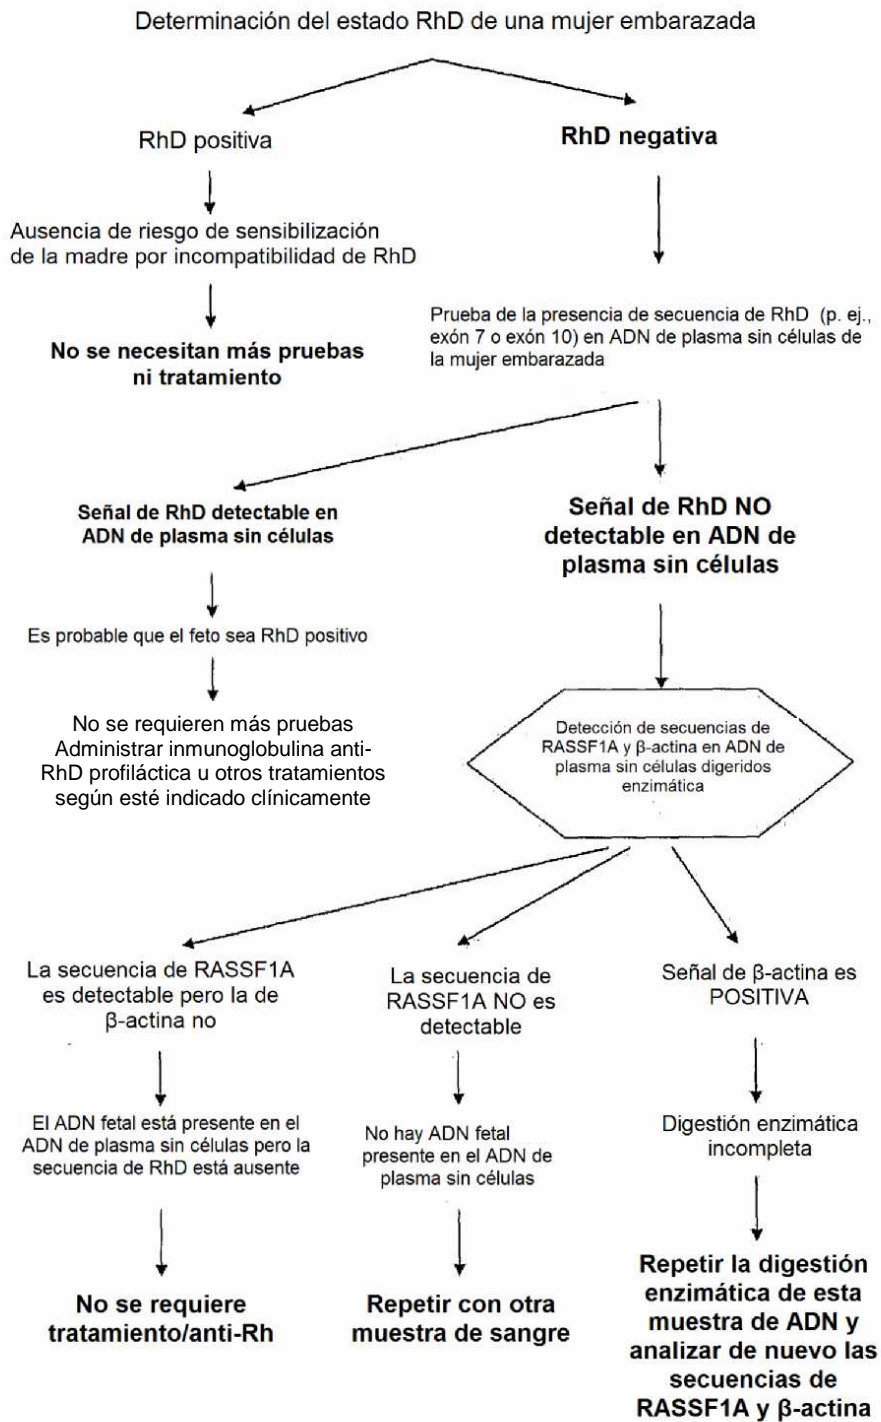 Determinación del estado RhD de una mujer embarazada
RhD positiva
RhD negativa
Ausencia de riesgo de sensibilización
de la madre por incompatibilidad de RhD
No se necesitan más pruebas
ni tratamiento
Prueba de la presencia de secuencia de RhD (p. ej.,
exón 7 o exón 10) en ADN de plasma sin células de
la mujer embarazada
Señal de RhD detectable en
ADN de plasma sin células
Señal de RhD NO
detectable en ADN de
plasma sin células
Es probable que el feto sea RhD positivo
No se requieren más pruebas
Administrar inmunoglobulina anti-
RhD profiláctica u otros tratamientos
según esté indicado clínicamente
Detección de secuencias de
RASSF1A y β-actina en ADN de
plasma sin células digeridos
enzimática
La secuencia de RASSF1A
es detectable pero la de
β-actina no
La secuencia de
RASSF1A NO es
detectable
Señal de β-actina es
POSITIVA
El ADN fetal está presente en el
ADN de plasma sin células pero la
secuencia de RhD está ausente
No hay ADN fetal
presente en el ADN de
plasma sin células
Digestión enzimática
incompleta
No se requiere
tratamiento/anti-Rh
Repetir con otra
muestra de sangre
Repetir la digestión
enzimática de esta
muestra de ADN y
analizar de nuevo las
secuencias de
RASSF1A y β-actina